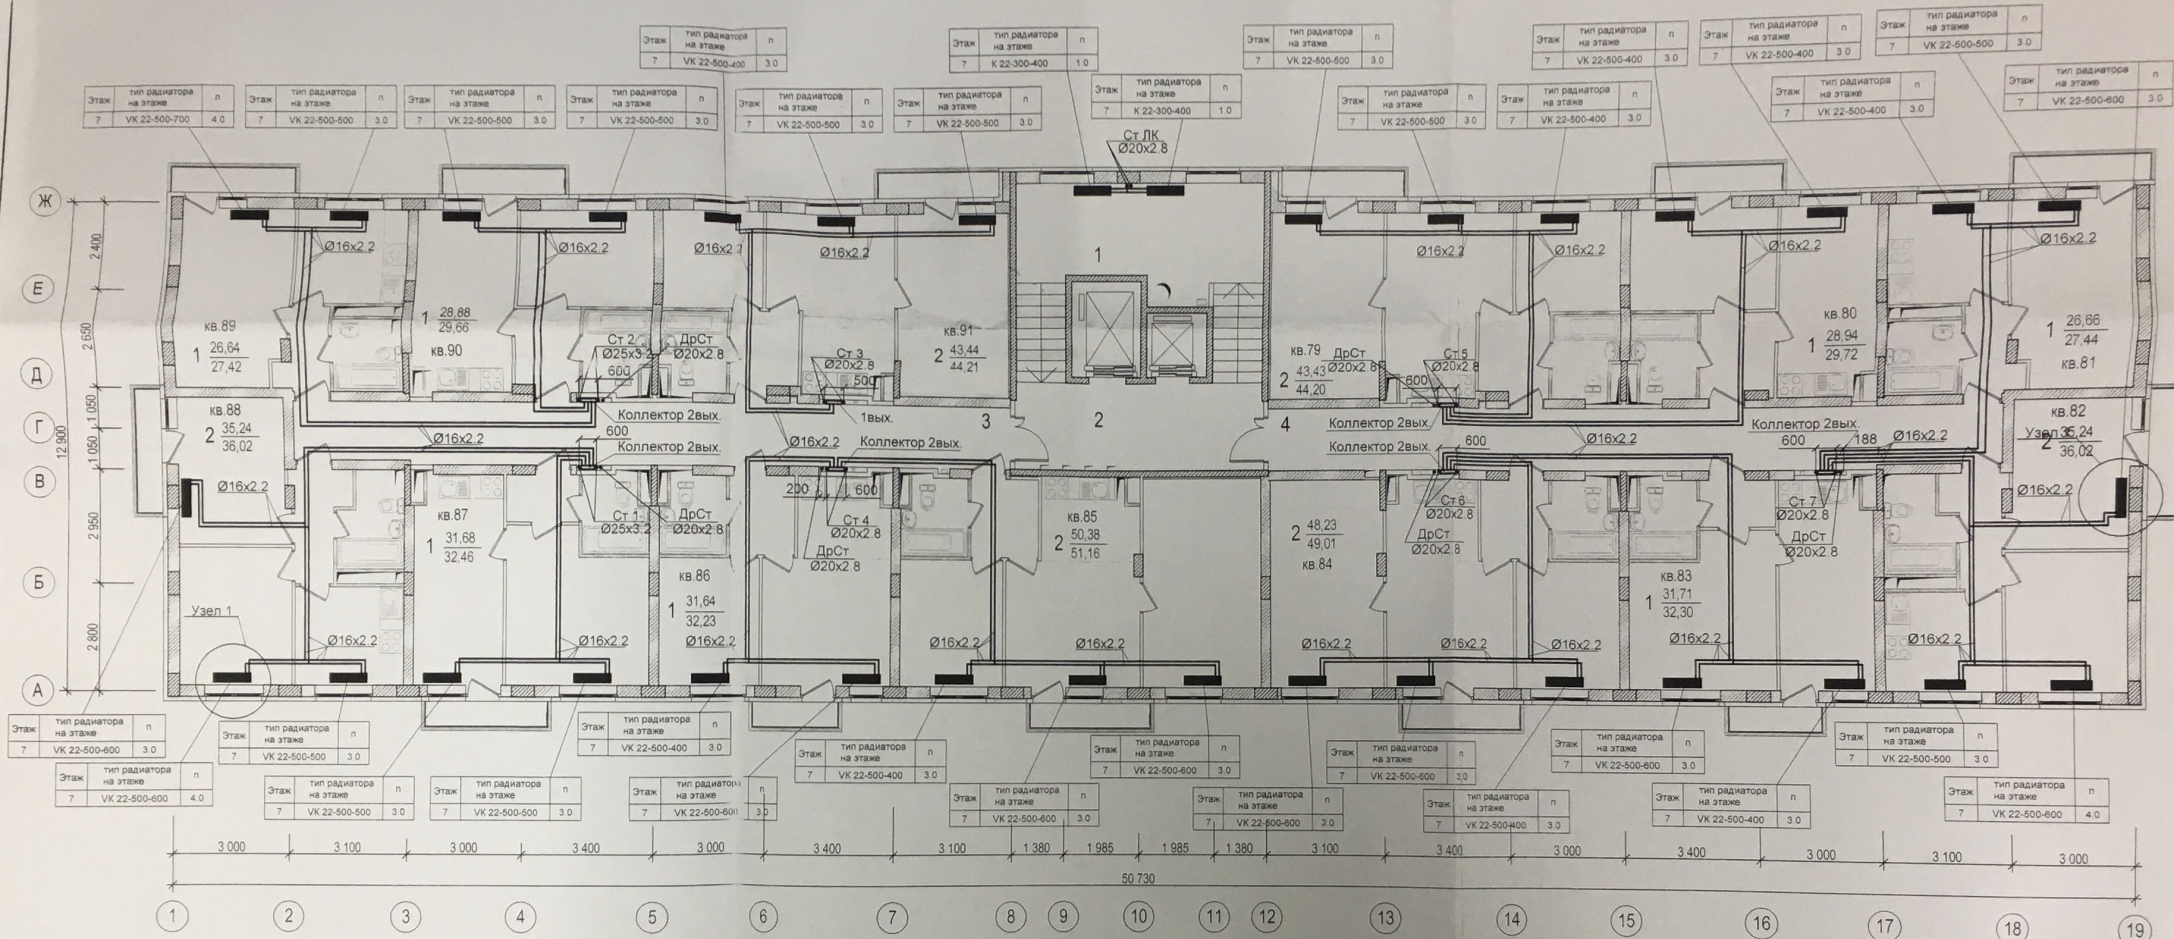 Этаж тип радиатора на этаже n
7 VK 22-500-400 3.0
Этаж тип радиатора на этаже n
7 К 22-300-400 1.0
Этаж тип радиатора на этаже n
7 VK 22-500-500 3.0
Этаж тип радиатора на этаже n
7 VK 22-500-400 3.0
Этаж тип радиатора на этаже n
7 VK 22-500-400 3.0
Этаж тип радиатора на этаже n
7 VK 22-500-500 3.0
Этаж тип радиатора на этаже n
7 VK 22-500-700 4.0
Этаж тип радиатора на этаже n
7 VK 22-500-500 3.0
Этаж тип радиатора на этаже n
7 VK 22-500-500 3.0
Этаж тип радиатора на этаже n
7 VK 22-500-500 3.0
Этаж тип радиатора на этаже n
7 VK 22-500-500 3.0
Этаж тип радиатора на этаже n
7 VK 22-500-500 3.0
Этаж тип радиатора на этаже n
7 К 22-300-400 1.0
Этаж тип радиатора на этаже n
7 VK 22-500-500 3.0
Этаж тип радиатора на этаже n
7 VK 22-500-400 3.0
Этаж тип радиатора на этаже n
7 VK 22-500-400 3.0
Этаж тип радиатора на этаже n
7 VK 22-500-600 3.0
Ст ЛК
Ø20x2.8
Ж
Е
Д
Г
В
Б
А
2 400
2 650
1 050
1 050
2 950
2 800
12 900
Ø16x2.2
Ø16x2.2
Ø16x2.2
Ø16x2.2
Ø16x2.2
Ø16x2.2
Ø16x2.2
1
кв.89
1 26,64
27,42
1 28,88
29,66
кв.90
Ст 2
Ø25x3.2
600
ДрСт
Ø20x2.8
Ст 3
Ø20x2.8
500
кв.91
2 43,44
44,21
кв.79
2 43,43
44,20
ДрСт
Ø20x2.8
Ст 5
Ø20x2.8
600
кв.80
1 28,94
29,72
1 26,66
27,44
кв.81
Коллектор 2вых.
1вых.
3
2
4
Коллектор 2вых.
кв.88
2 35,24
36,02
Ø16x2.2
600
Коллектор 2вых.
Ø16x2.2
Коллектор 2вых.
Коллектор 2вых.
600
Ø16x2.2
Коллектор 2вых.
600
188
Ø16x2.2
кв.82
2 35,24
36,02
Ø16x2.2
Ø16x2.2
кв.87
1 31,68
32,46
Ст 1
Ø25x3.2
ДрСт
Ø20x2.8
200
600
Ст 4
Ø20x2.8
ДрСт
Ø20x2.8
кв.85
2 50,38
51,16
2 48,23
49,01
кв.84
Ст 6
Ø20x2.8
ДрСт
Ø20x2.8
Ст 7
Ø20x2.8
ДрСт
Ø20x2.8
кв.86
1 31,64
32,23
кв.83
1 31,71
32,30
Узел 1
Ø16x2.2
Ø16x2.2
Ø16x2.2
Ø16x2.2
Ø16x2.2
Ø16x2.2
Ø16x2.2
Ø16x2.2
Ø16x2.2
Ø16x2.2
Этаж тип радиатора на этаже n
7 VK 22-500-600 3.0
Этаж тип радиатора на этаже n
7 VK 22-500-500 3.0
Этаж тип радиатора на этаже n
7 VK 22-500-400 3.0
Этаж тип радиатора на этаже n
7 VK 22-500-400 3.0
Этаж тип радиатора на этаже n
7 VK 22-500-600 3.0
Этаж тип радиатора на этаже n
7 VK 22-500-600 3.0
Этаж тип радиатора на этаже n
7 VK 22-500-600 3.0
Этаж тип радиатора на этаже n
7 VK 22-500-500 3.0
Этаж тип радиатора на этаже n
7 VK 22-500-600 4.0
Этаж тип радиатора на этаже n
7 VK 22-500-500 3.0
Этаж тип радиатора на этаже n
7 VK 22-500-500 3.0
Этаж тип радиатора на этаже n
7 VK 22-500-600 3.0
Этаж тип радиатора на этаже n
7 VK 22-500-600 3.0
Этаж тип радиатора на этаже n
7 VK 22-500-600 3.0
Этаж тип радиатора на этаже n
7 VK 22-500-400 3.0
Этаж тип радиатора на этаже n
7 VK 22-500-400 3.0
Этаж тип радиатора на этаже n
7 VK 22-500-600 4.0
3 000 3 100 3 000 3 400 3 000 3 400 3 100 1 380 1 985 1 985 1 380 3 100 3 400 3 000 3 400 3 000 3 100 3 000
50 730
1 2 3 4 5 6 7 8 9 10 11 12 13 14 15 16 17 18 19